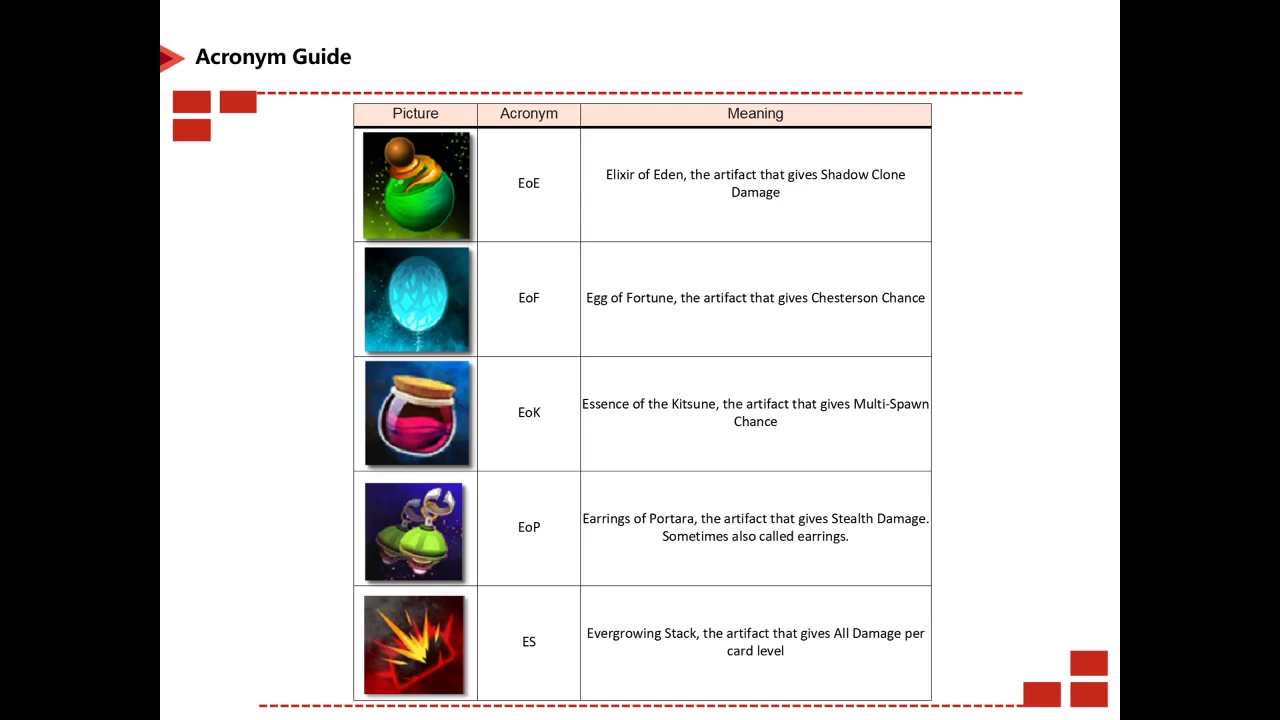 Acronym Guide
Picture Acronym Meaning
EoE
Elixir of Eden, the artifact that gives Shadow Clone
Damage
EoF
Egg of Fortune, the artifact that gives Chesterson Chance
EoK
Essence of the Kitsune, the artifact that gives Multi-Spawn
Chance
EoP
Earrings of Portara, the artifact that gives Stealth Damage.
Sometimes also called earrings.
ES
Evergrowing Stack, the artifact that gives All Damage per
card level